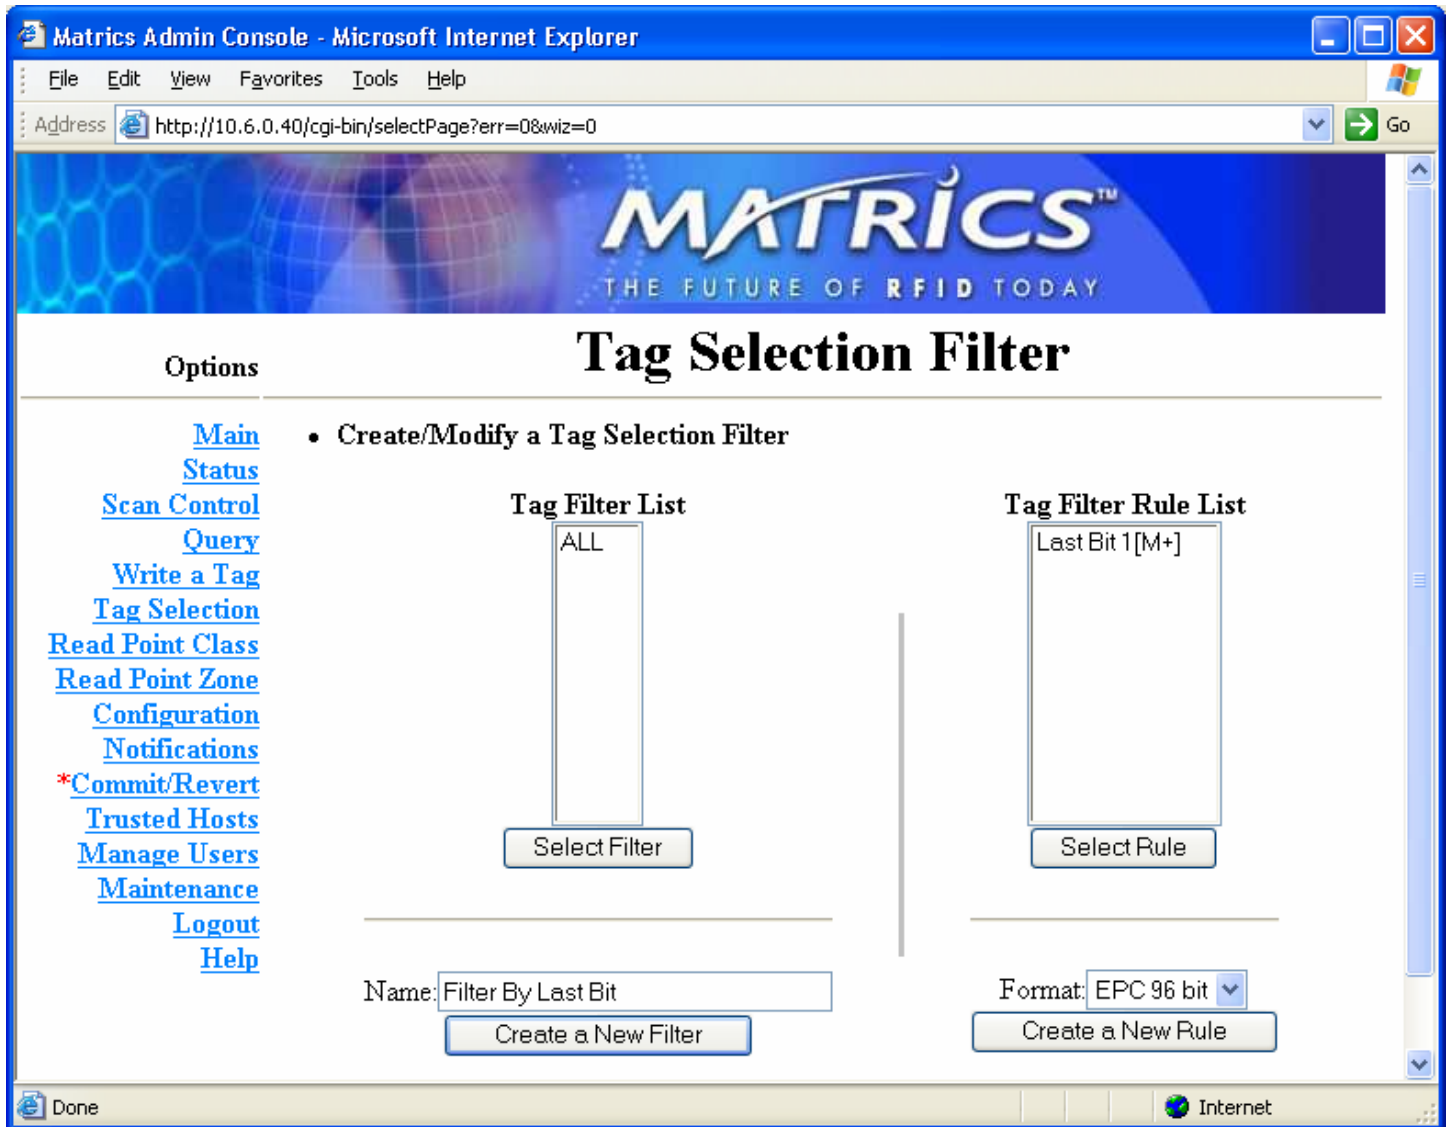 Matrics Admin Console - Microsoft Internet Explorer
File Edit View Favorites Tools Help
Address http://10.6.0.40/cgi-bin/selectPage?err=0&wiz=0 Go
MATRICS™
THE FUTURE OF RFID TODAY
Options
Tag Selection Filter
Main
Status
Scan Control
Query
Write a Tag
Tag Selection
Read Point Class
Read Point Zone
Configuration
Notifications
*Commit/Revert
Trusted Hosts
Manage Users
Maintenance
Logout
Help
• Create/Modify a Tag Selection Filter
Tag Filter List
ALL
Select Filter
Name: Filter By Last Bit
Create a New Filter
Tag Filter Rule List
Last Bit 1[M+]
Select Rule
Format: EPC 96 bit
Create a New Rule
Done
Internet